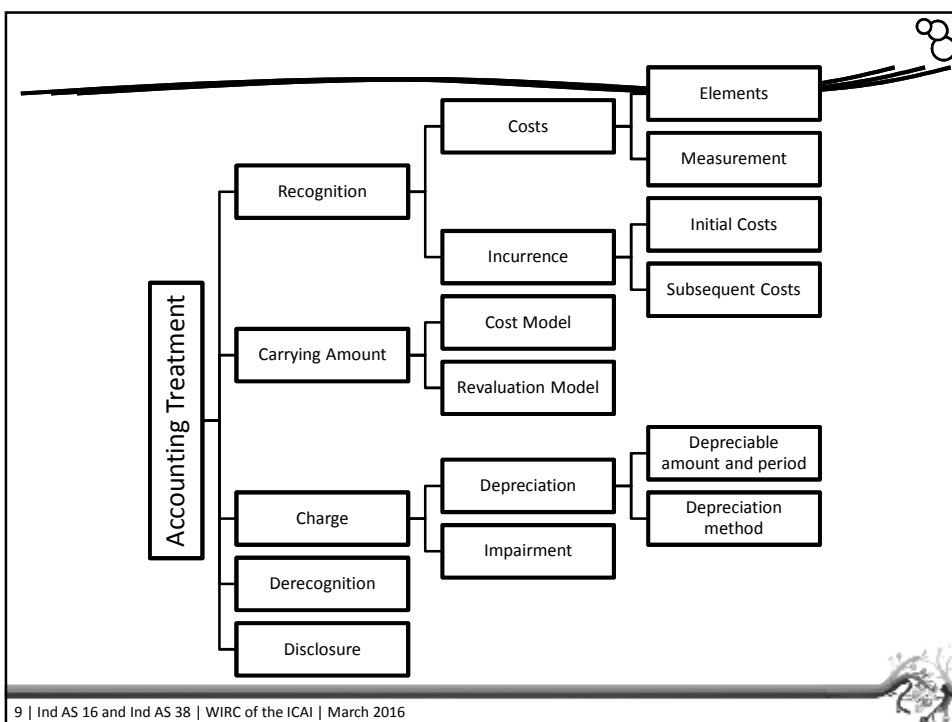 Accounting Treatment
Recognition
Costs
Elements
Measurement
Incurrence
Initial Costs
Subsequent Costs
Carrying Amount
Cost Model
Revaluation Model
Charge
Depreciation
Depreciable
amount and period
Depreciation
method
Impairment
Derecognition
Disclosure
9 | Ind AS 16 and Ind AS 38 | WIRC of the ICAI | March 2016